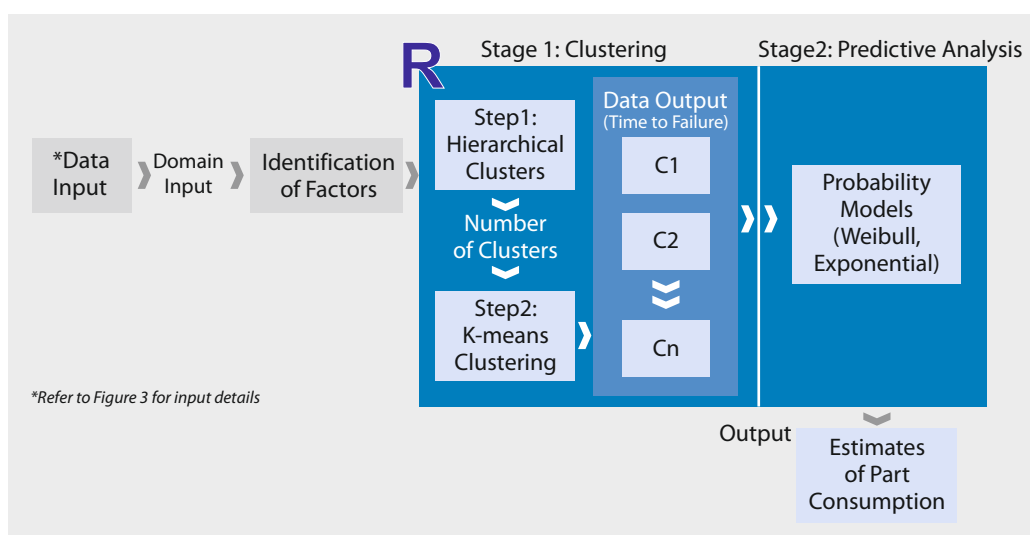 Stage 1: Clustering
Stage2: Predictive Analysis
R
*Data
Input
Domain
Input
Identification
of Factors
Step1:
Hierarchical
Clusters
Number
of Clusters
Step2:
K-means
Clustering
Data Output
(Time to Failure)
C1
C2
Cn
Probability
Models
(Weibull,
Exponential)
*Refer to Figure 3 for input details
Output
Estimates
of Part
Consumption